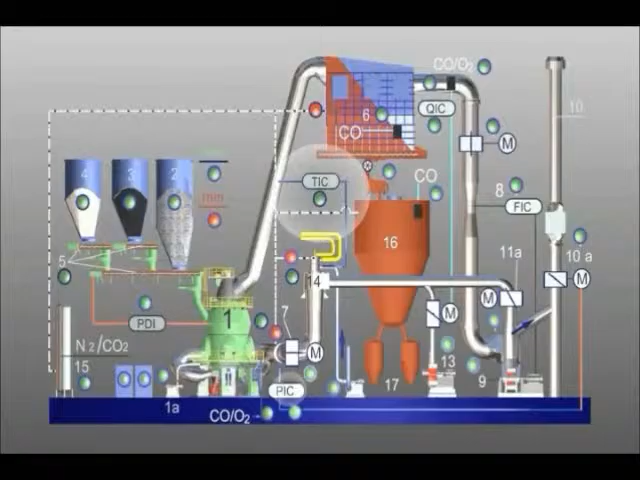 CO/O₂
6
QIC
10
CO
M
4
3
2
TIC
CO
8
FIC
5
16
11a
10 a
M
14
M
1
7
M
PDI
N₂/CO₂
M
15
13
9
PIC
17
1a
CO/O₂